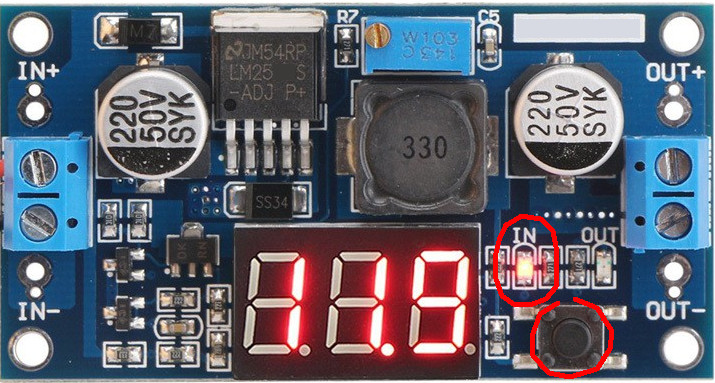 M7
R7
C5
IN+
JM54RP
LM25 S
-ADJ P+
W103
OUT+
220
50V
SYK
330
220
50V
SYK
SS34
IN
OUT
11.9
IN-
OUT-